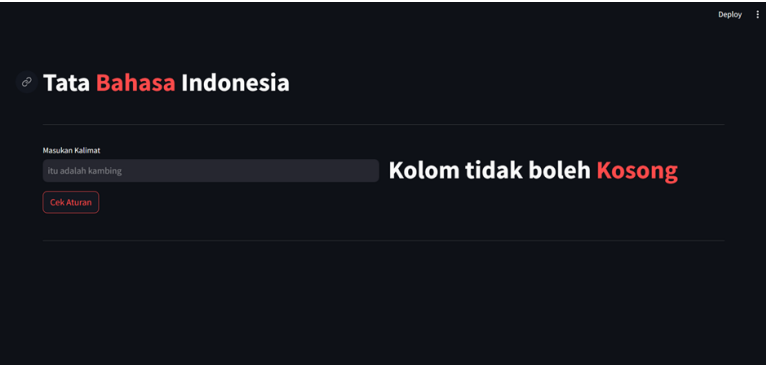 Deploy
Tata Bahasa Indonesia
Masukan Kalimat
itu adalah kambing
Kolom tidak boleh Kosong
Cek Aturan